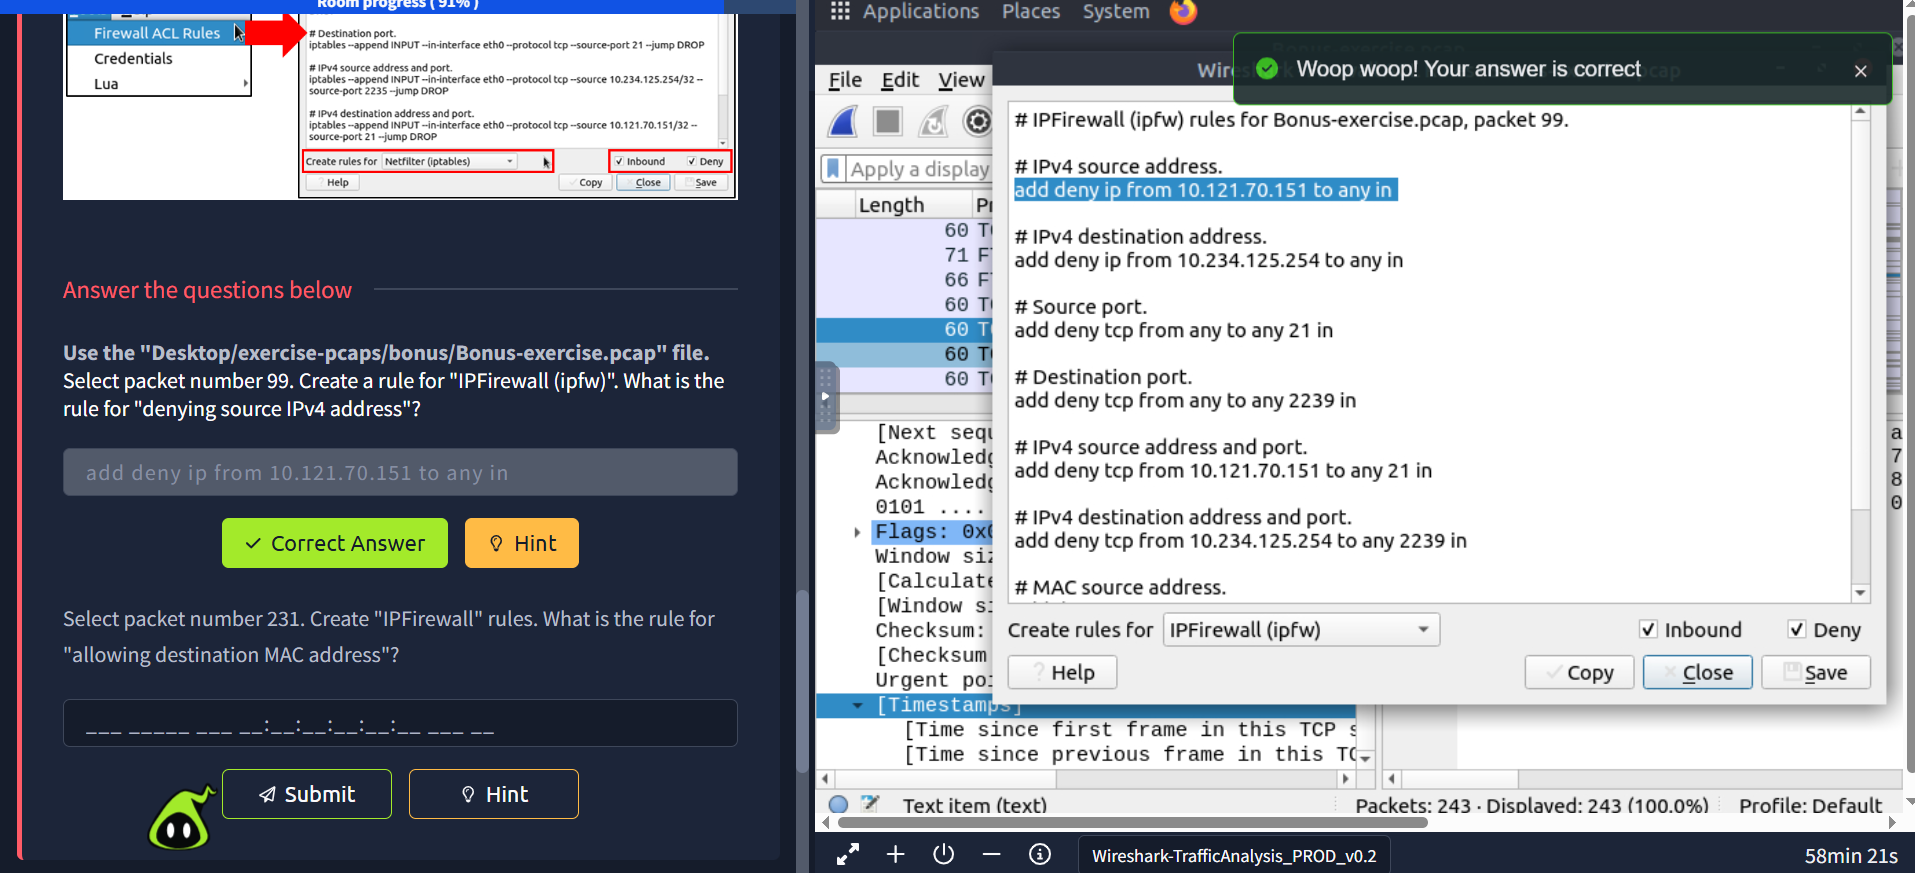 Room progress ( 91% )
Firewall ACL Rules
Credentials
Lua
# Destination port.
iptables --append INPUT --in-interface eth0 --protocol tcp --source-port 21 --jump DROP
# IPv4 source address and port.
iptables --append INPUT --in-interface eth0 --protocol tcp --source 10.234.125.254/32 --
source-port 2235 --jump DROP
# IPv4 destination address and port.
iptables --append INPUT --in-interface eth0 --protocol tcp --source 10.121.70.151/32 --
source-port 21 --jump DROP
Create rules for Netfilter (iptables) Inbound Deny
Help Copy Close Save
Answer the questions below
Use the "Desktop/exercise-pcaps/bonus/Bonus-exercise.pcap" file.
Select packet number 99. Create a rule for "IPFirewall (ipfw)". What is the
rule for "denying source IPv4 address"?
add deny ip from 10.121.70.151 to any in
Correct Answer
Hint
Select packet number 231. Create "IPFirewall" rules. What is the rule for
"allowing destination MAC address"?
___ _____ ___ __:__:__:__:__:__ ___ __
Submit
Hint
Applications Places System
Woop woop! Your answer is correct
File Edit View
Apply a display
Length
60
71
66
60
60
60
60
[Next sequ
Acknowledg
Acknowledg
0101 ....
Flags: 0x0
Window siz
[Calculate
[Window si
Checksum:
[Checksum
Urgent poi
[Timestamps]
[Time since first frame in this TCP s
[Time since previous frame in this TC
# IPFirewall (ipfw) rules for Bonus-exercise.pcap, packet 99.
# IPv4 source address.
add deny ip from 10.121.70.151 to any in
# IPv4 destination address.
add deny ip from 10.234.125.254 to any in
# Source port.
add deny tcp from any to any 21 in
# Destination port.
add deny tcp from any to any 2239 in
# IPv4 source address and port.
add deny tcp from 10.121.70.151 to any 21 in
# IPv4 destination address and port.
add deny tcp from 10.234.125.254 to any 2239 in
# MAC source address.
Create rules for IPFirewall (ipfw) Inbound Deny
Help Copy Close Save
a
7
8
0
Text item (text) Packets: 243 · Displayed: 243 (100.0%) Profile: Default
Wireshark-TrafficAnalysis_PROD_v0.2
58min 21s